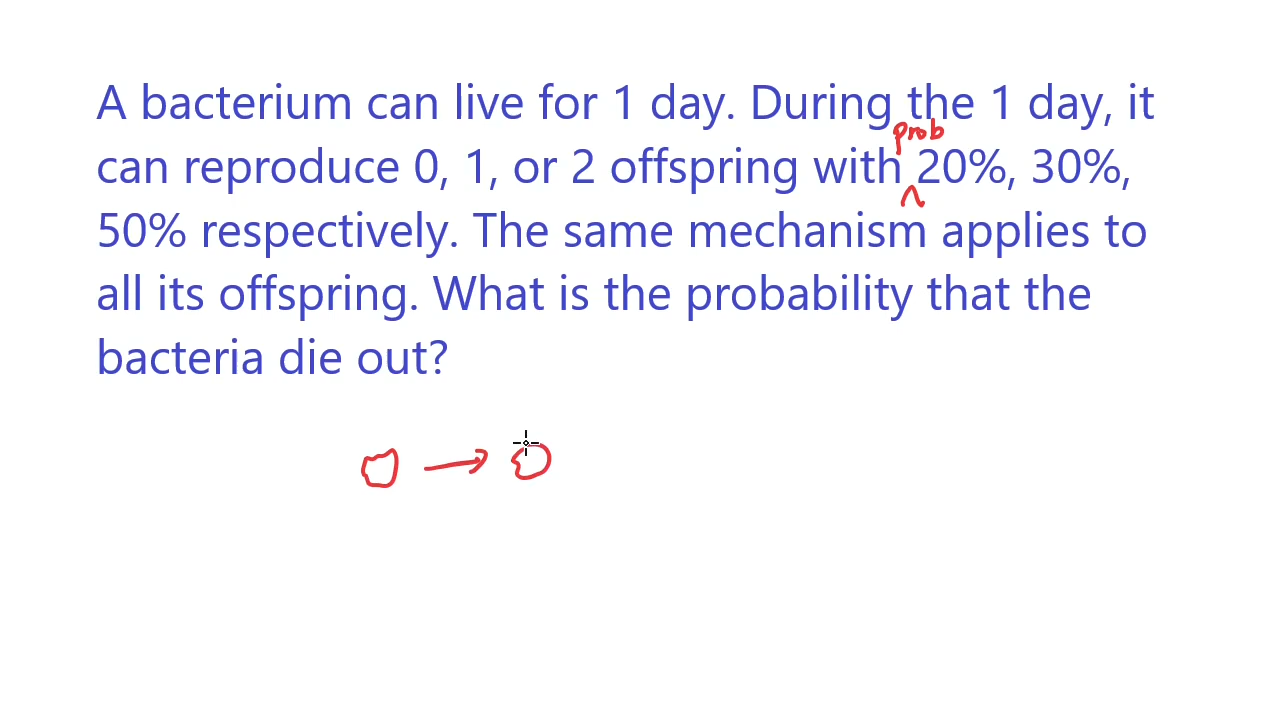 A bacterium can live for 1 day. During the 1 day, it
prob
can reproduce 0, 1, or 2 offspring with 20%, 30%,
50% respectively. The same mechanism applies to
all its offspring. What is the probability that the
bacteria die out?